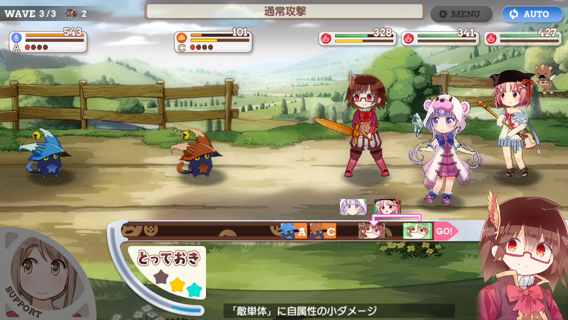 WAVE 3/3 2
通常攻撃
MENU
AUTO
543
A
101
C
328
341
427
A
C
GO!
とっておき
SUPPORT
「敵単体」に自属性の小ダメージ